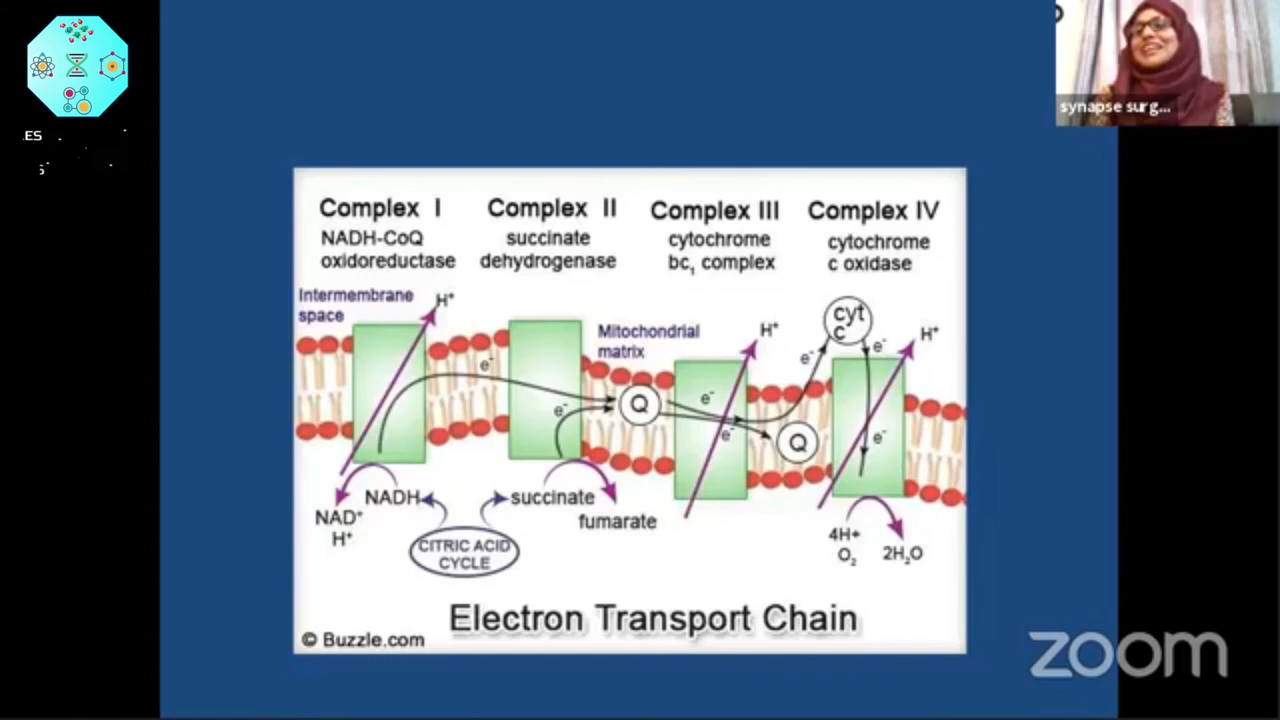 .ES
S
synapse surg...
Complex I
NADH-CoQ
oxidoreductase
Complex II
succinate
dehydrogenase
Complex III
cytochrome
bc₁ complex
Complex IV
cytochrome
c oxidase
Intermembrane
space
H⁺
Mitochondrial
matrix
H⁺
cyt
c
H⁺
e⁻
e⁻
e⁻
e⁻
e⁻
e⁻
e⁻
Q
Q
NADH
NAD⁺
H⁺
succinate
fumarate
CITRIC ACID
CYCLE
4H+
O₂
2H₂O
Electron Transport Chain
© Buzzle.com
zoom